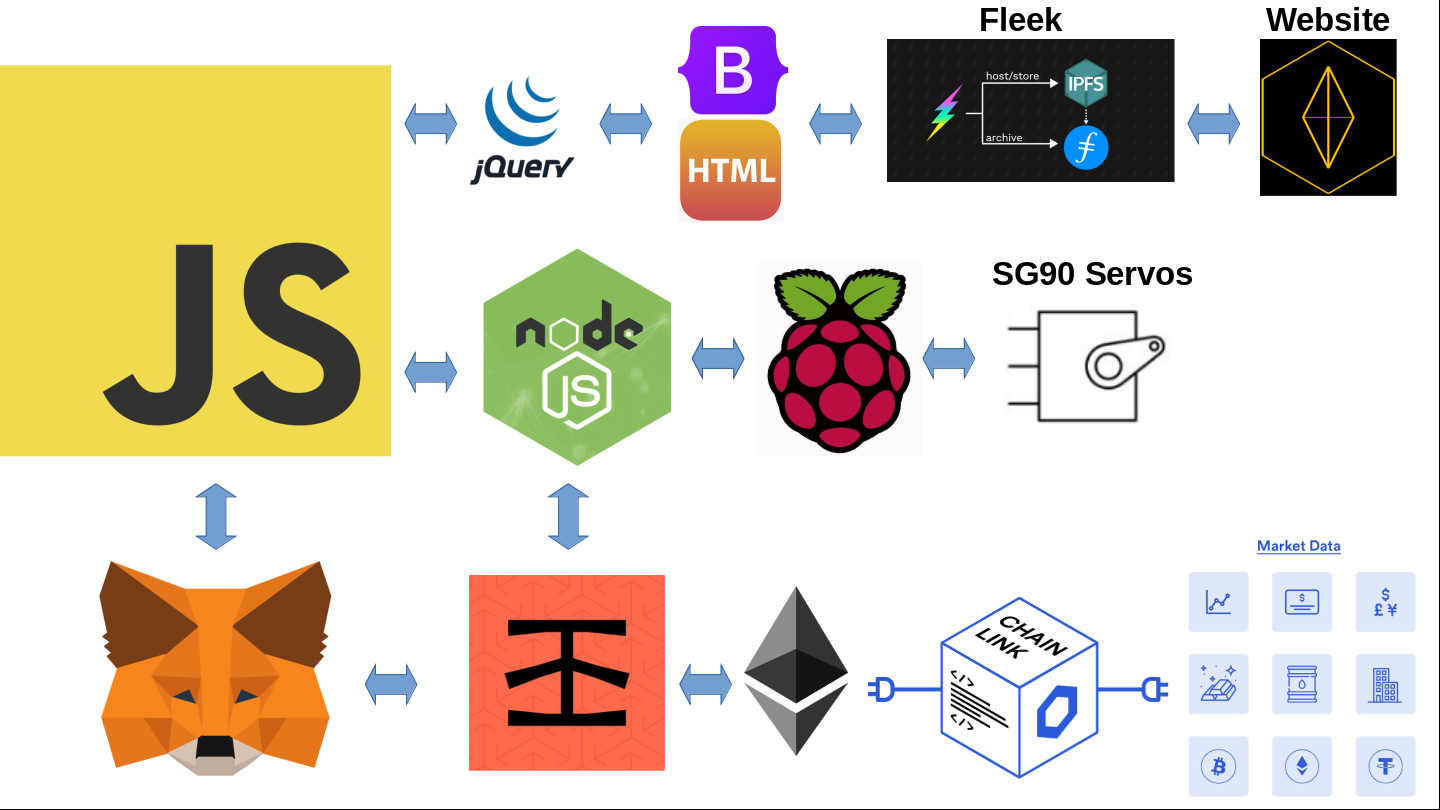 Fleek
Website
B
host/store
IPFS
archive
jQuery
HTML
JS
node
JS
SG90 Servos
Market Data
CHAIN
LINK
</>
</>
$
$
£ ¥